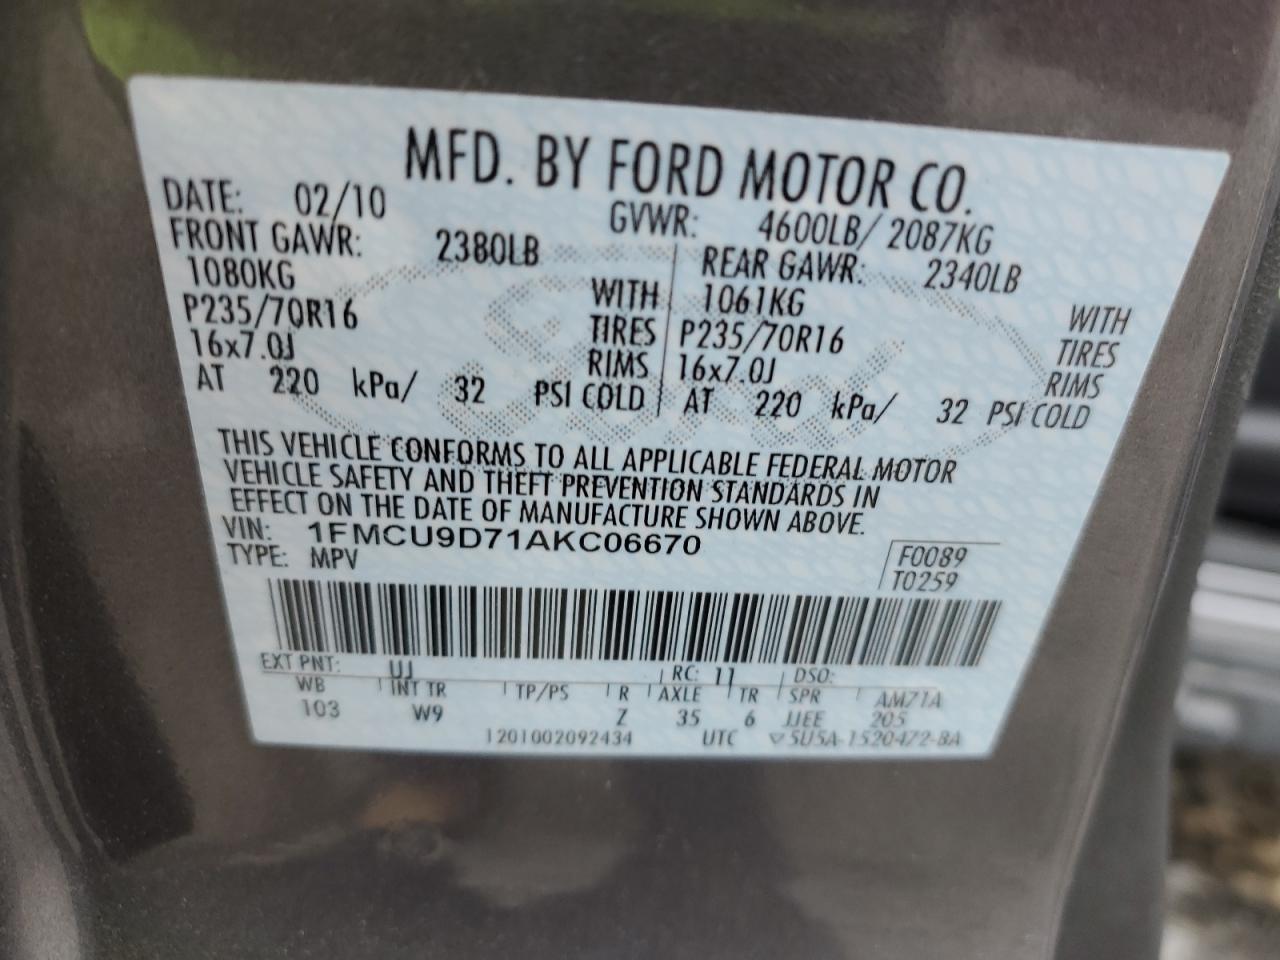 MFD. BY FORD MOTOR CO.
DATE: 02/10 GVWR: 4600LB/ 2087KG
FRONT GAWR: 2380LB REAR GAWR: 2340LB
1080KG WITH 1061KG WITH
P235/70R16 TIRES P235/70R16 TIRES
16x7.0J RIMS 16x7.0J RIMS
AT 220 kPa/ 32 PSI COLD AT 220 kPa/ 32 PSI COLD
THIS VEHICLE CONFORMS TO ALL APPLICABLE FEDERAL MOTOR
VEHICLE SAFETY AND THEFT PREVENTION STANDARDS IN
EFFECT ON THE DATE OF MANUFACTURE SHOWN ABOVE.
VIN: 1FMCU9D71AKC06670
TYPE: MPV
F0089
T0259
EXT PNT: UJ RC: 11 DSO:
WB INT TR TP/PS R AXLE TR SPR AM71A
103 W9 Z 35 6 JJEE 205
1201002092434 UTC ▽5U5A-1520472-BA